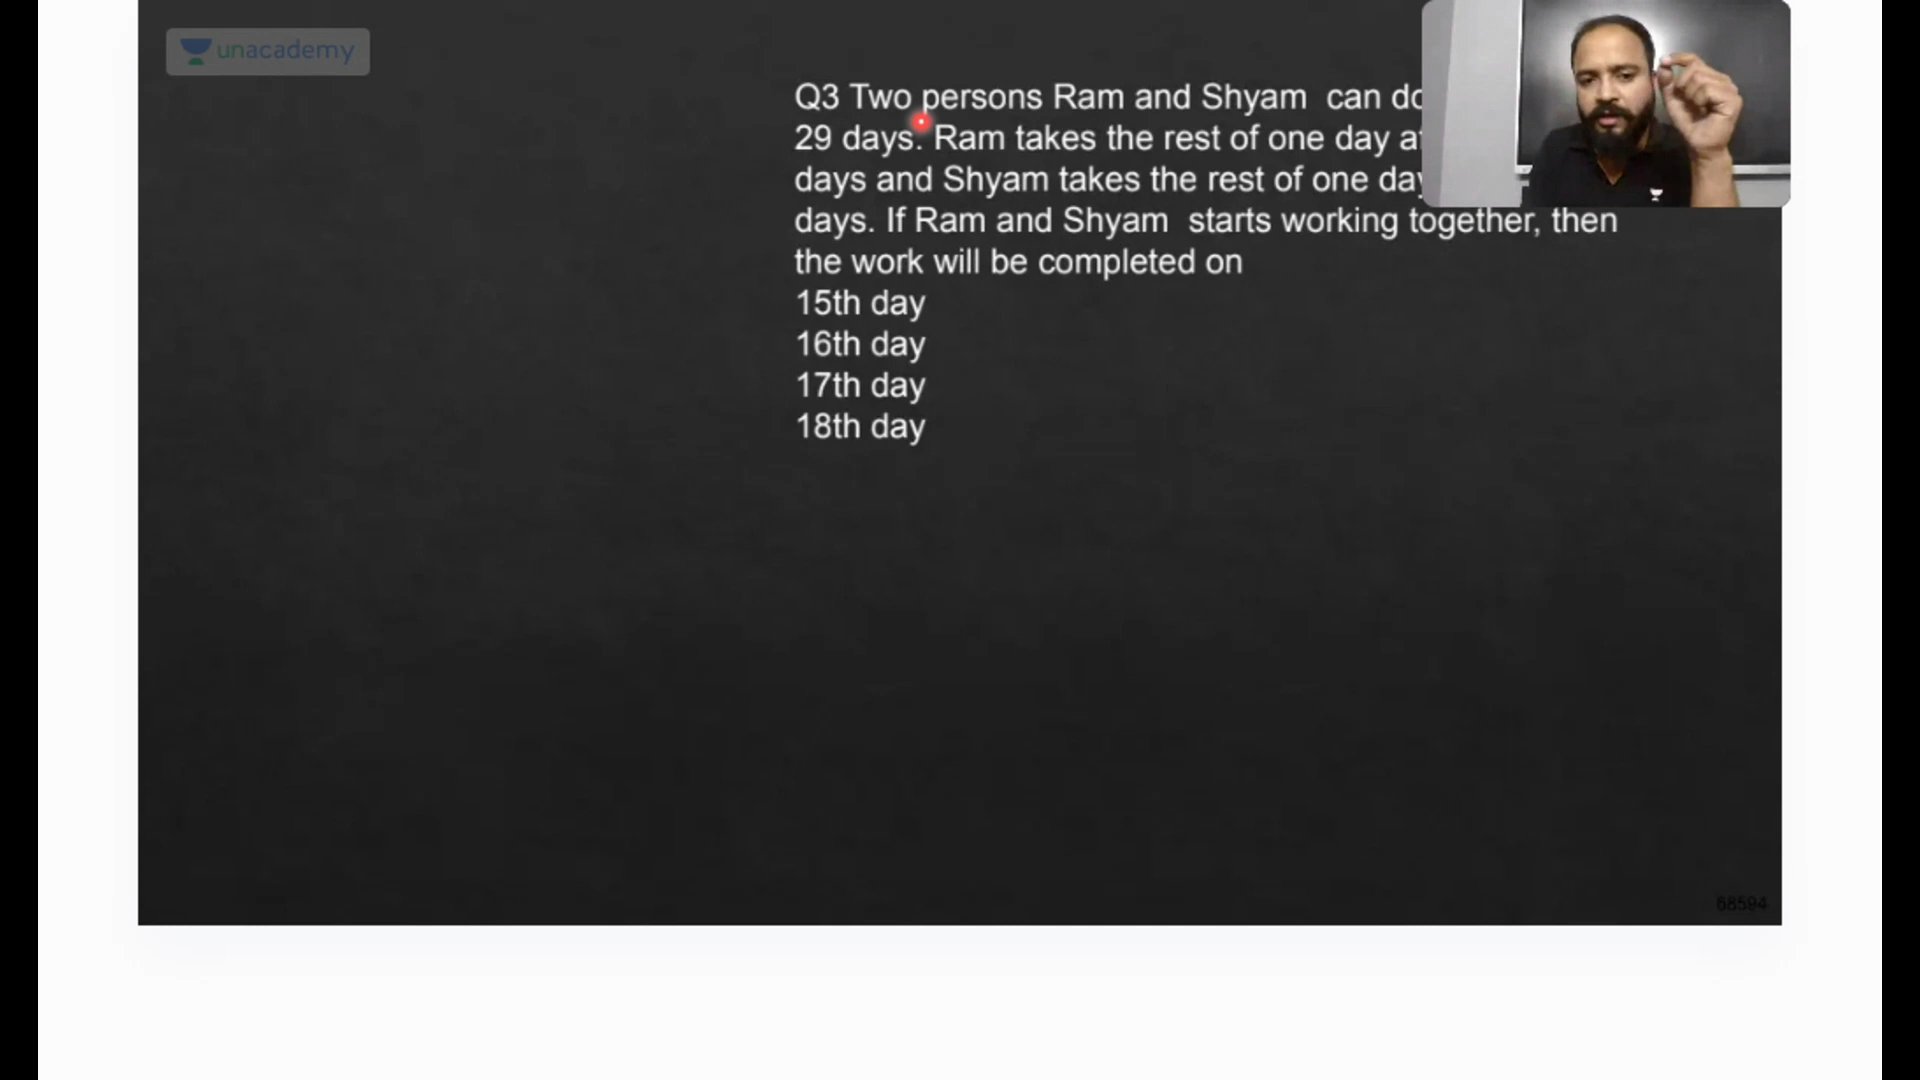 unacademy
Q3 Two persons Ram and Shyam can do
29 days. Ram takes the rest of one day
days and Shyam takes the rest of one day
days. If Ram and Shyam starts working together, then
the work will be completed on
15th day
16th day
17th day
18th day
68594